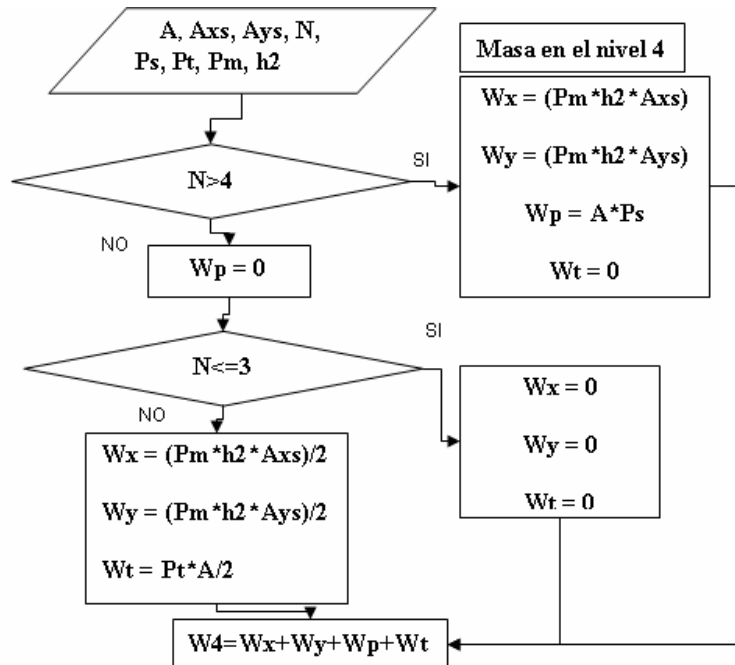 A, Axs, Ays, N,
Ps, Pt, Pm, h2
Masa en el nivel 4
Wx = (Pm*h2*Axs)
Wy = (Pm*h2*Ays)
Wp = A*Ps
Wt = 0
N>4
SI
NO
Wp = 0
N<=3
SI
NO
Wx = 0
Wy = 0
Wt = 0
Wx = (Pm*h2*Axs)/2
Wy = (Pm*h2*Ays)/2
Wt = Pt*A/2
W4=Wx+Wy+Wp+Wt